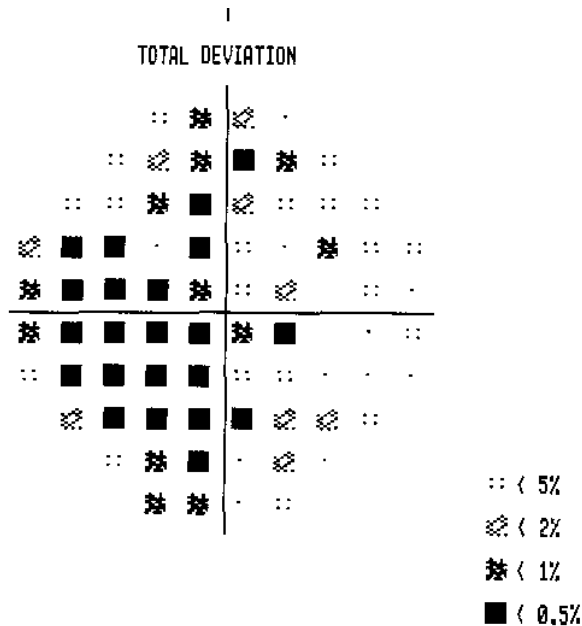 TOTAL DEVIATION
< 5%
< 2%
< 1%
< 0.5%